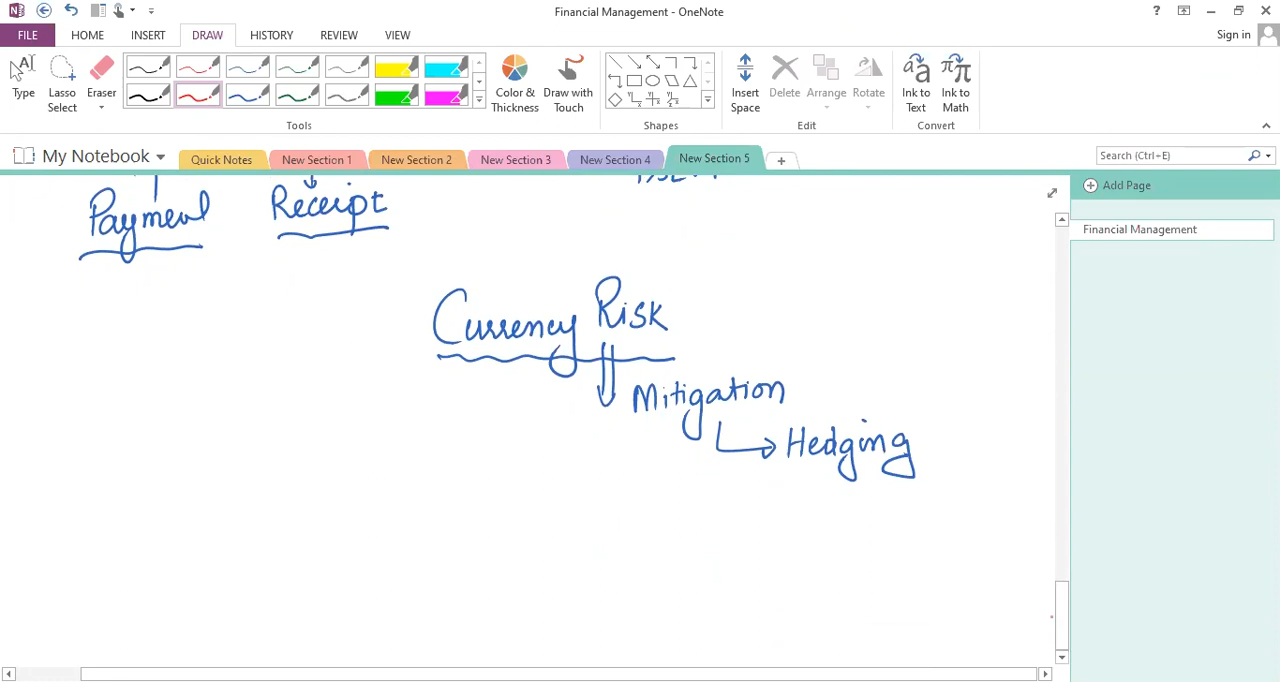 Financial Management - OneNote
FILE HOME INSERT DRAW HISTORY REVIEW VIEW Sign in
Type Lasso Select Eraser Color & Thickness Draw with Touch Insert Space Delete Arrange Rotate Ink to Text Ink to Math
Tools Shapes Edit Convert
My Notebook Quick Notes New Section 1 New Section 2 New Section 3 New Section 4 New Section 5 Search (Ctrl+E)
Add Page
Financial Management
Payment Receipt
Currency Risk
Mitigation
Hedging